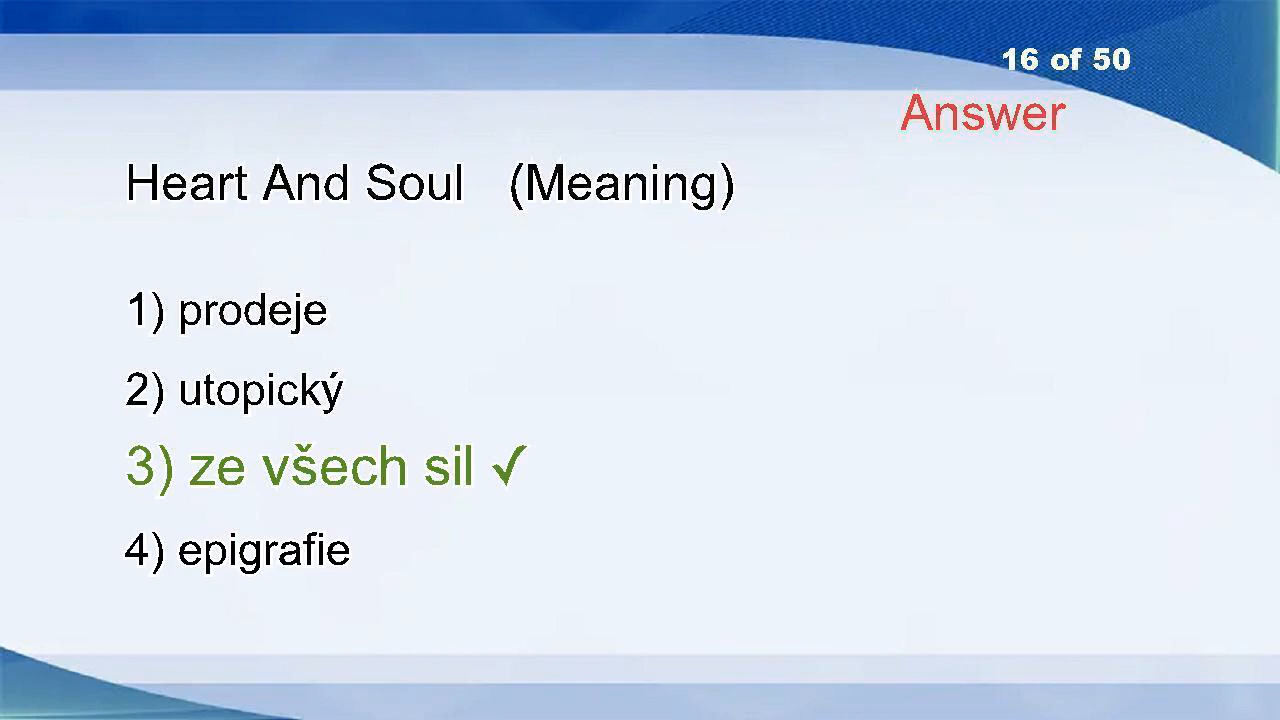 16 of 50
Answer
Heart And Soul (Meaning)
1) prodeje
2) utopický
3) ze všech sil ✓
4) epigrafie